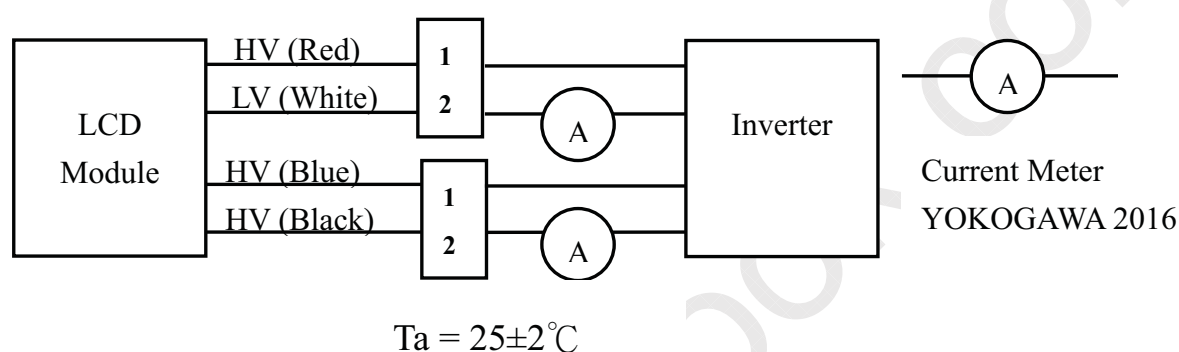 HV (Red)
1
LV (White)
2
A
LCD
Module
Inverter
A
HV (Blue)
1
HV (Black)
2
A
Current Meter
YOKOGAWA 2016
Ta = 25±2℃